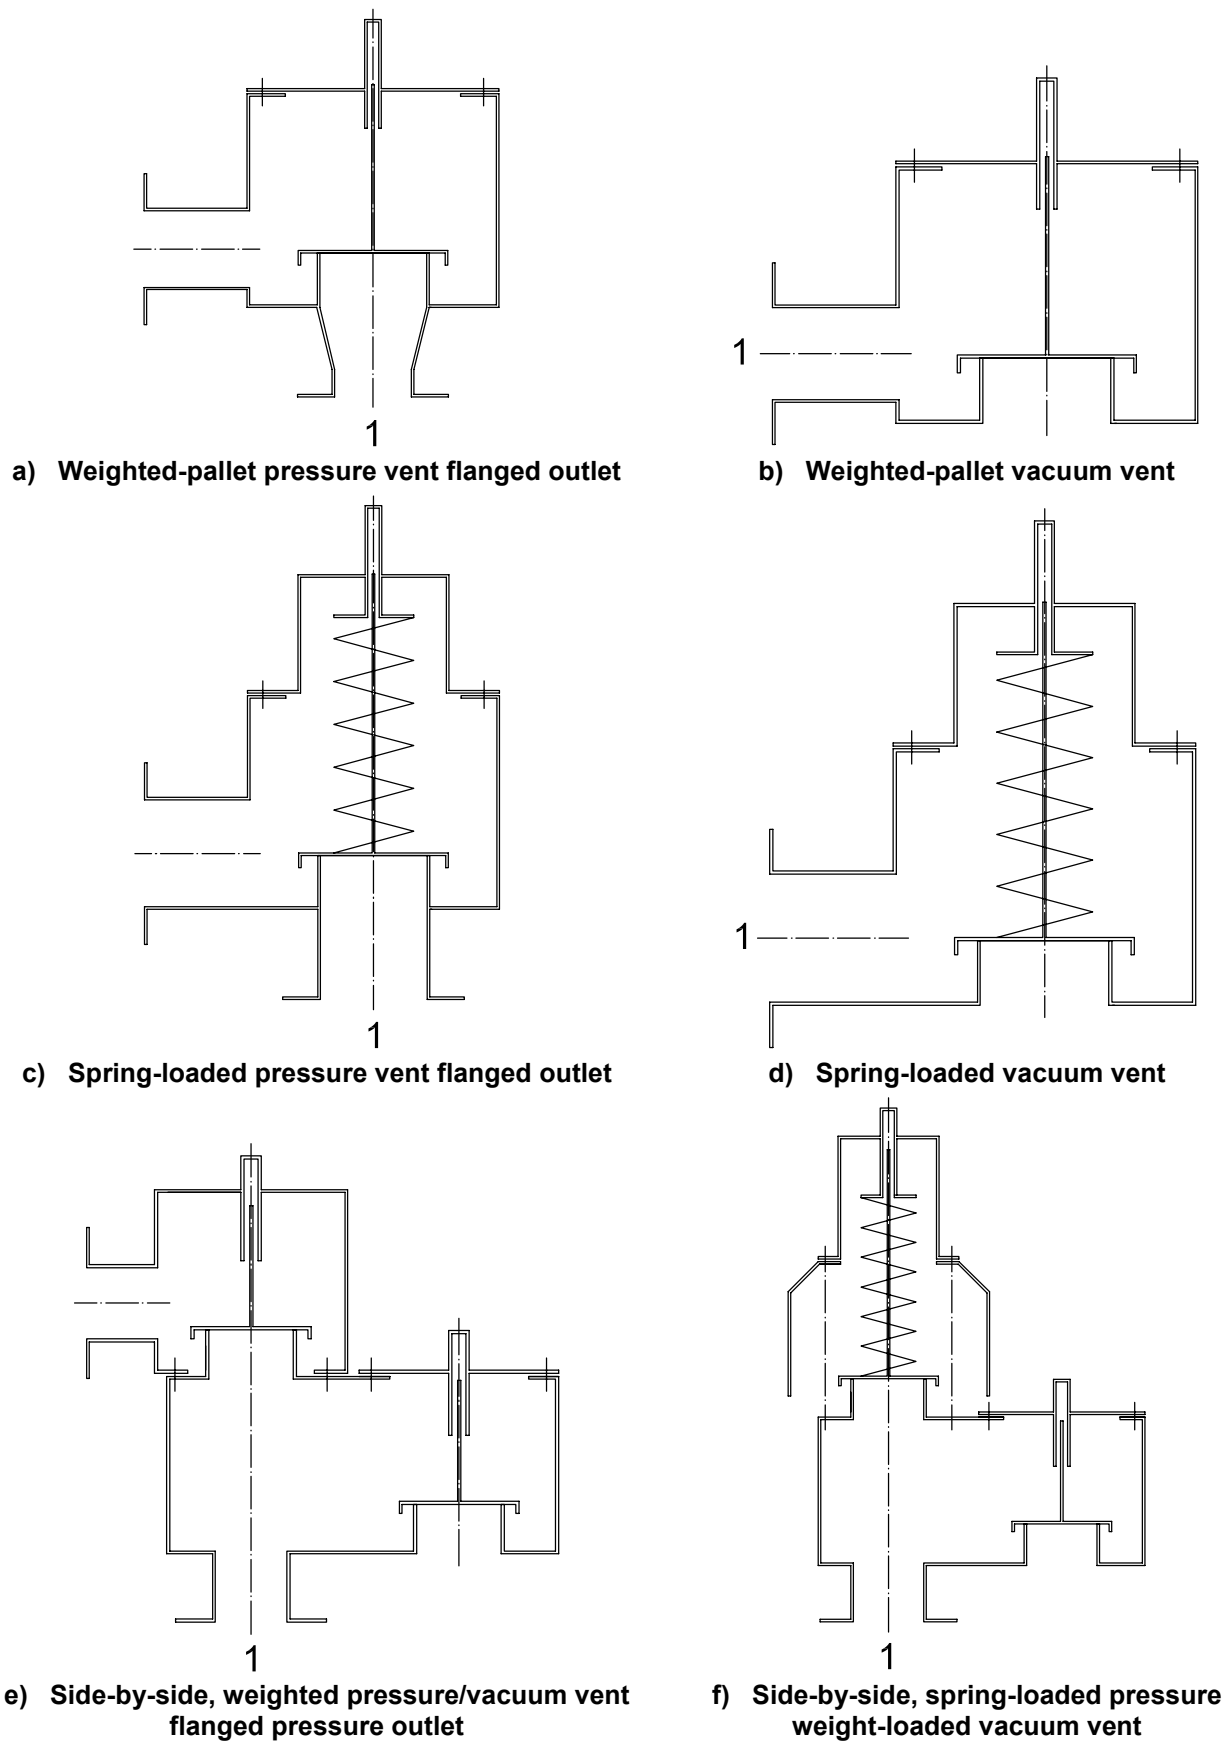 1
a) Weighted-pallet pressure vent flanged outlet
1
b) Weighted-pallet vacuum vent
1
c) Spring-loaded pressure vent flanged outlet
1
d) Spring-loaded vacuum vent
1
e) Side-by-side, weighted pressure/vacuum vent
flanged pressure outlet
1
f) Side-by-side, spring-loaded pressure
weight-loaded vacuum vent